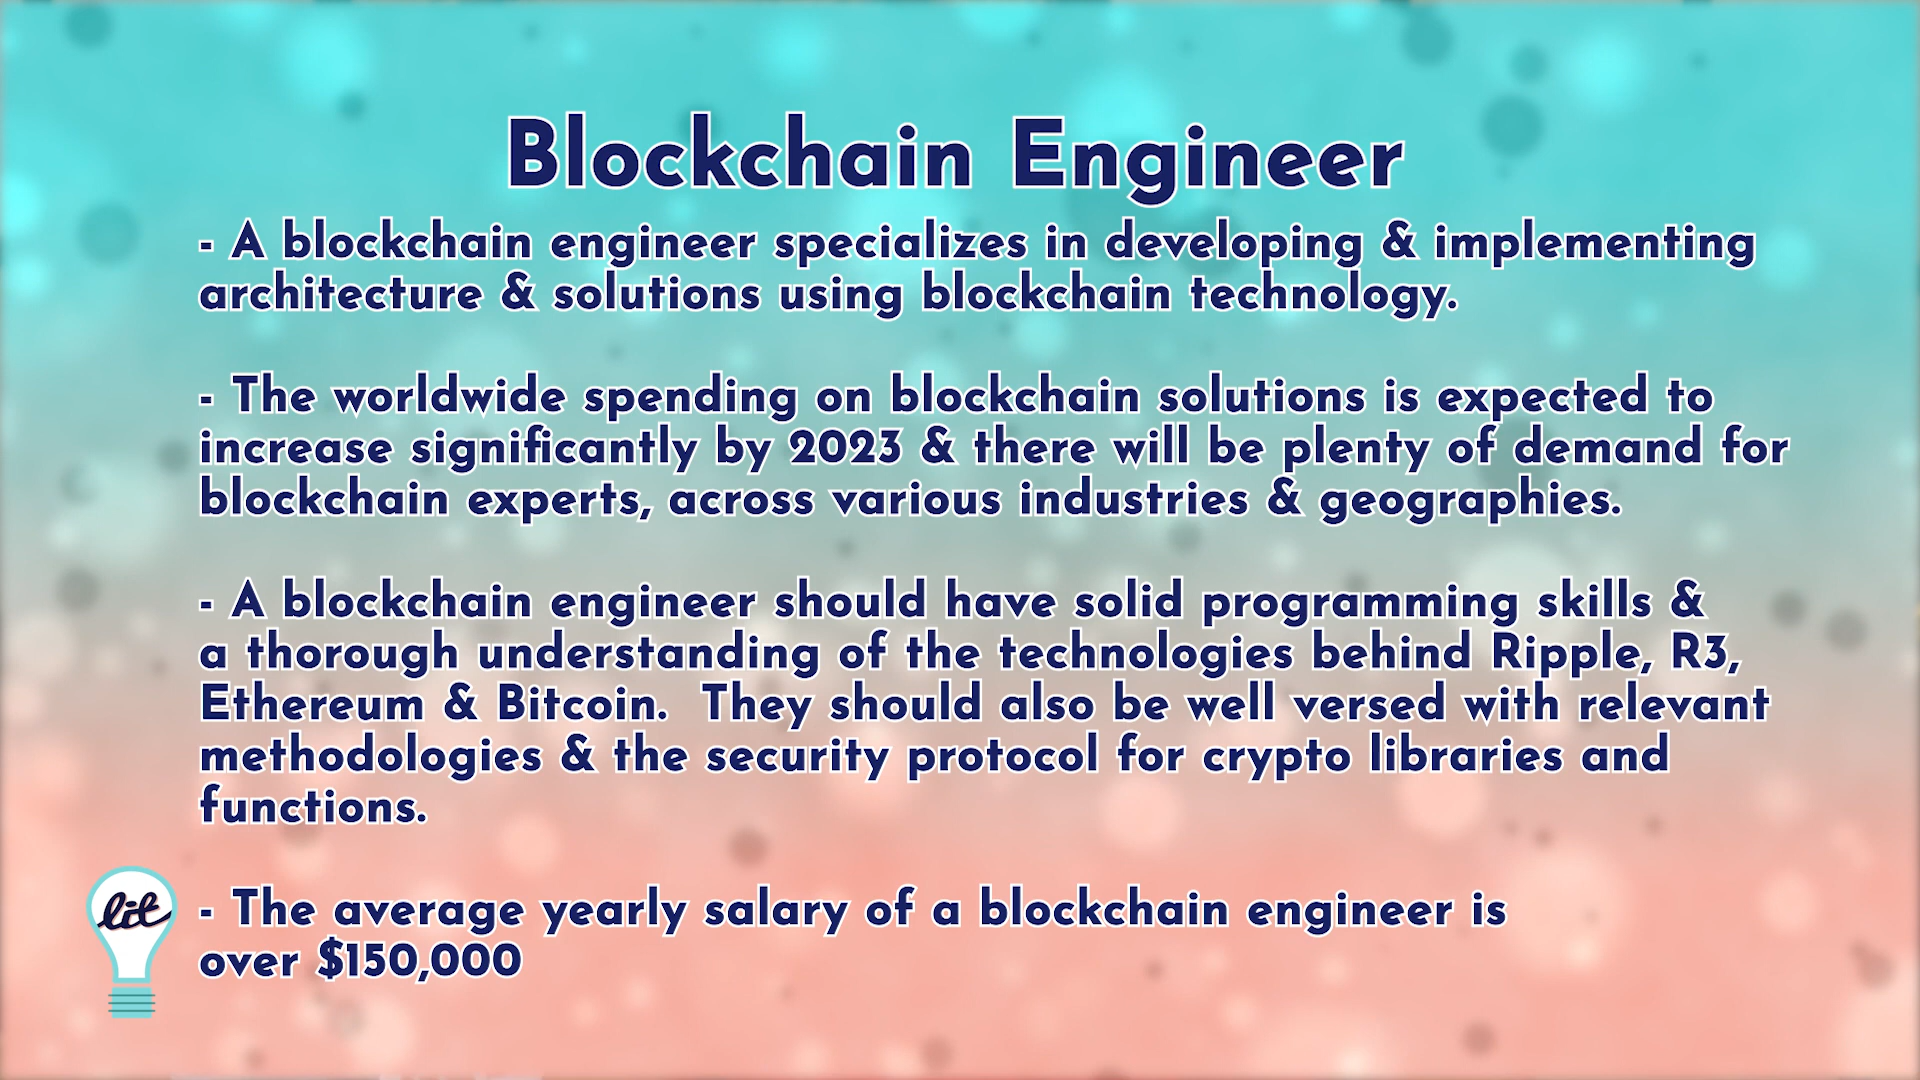 Blockchain Engineer
- A blockchain engineer specializes in developing & implementing
architecture & solutions using blockchain technology.
- The worldwide spending on blockchain solutions is expected to
increase significantly by 2023 & there will be plenty of demand for
blockchain experts, across various industries & geographies.
- A blockchain engineer should have solid programming skills &
a thorough understanding of the technologies behind Ripple, R3,
Ethereum & Bitcoin.  They should also be well versed with relevant
methodologies & the security protocol for crypto libraries and
functions.
lit
- The average yearly salary of a blockchain engineer is
over $150,000